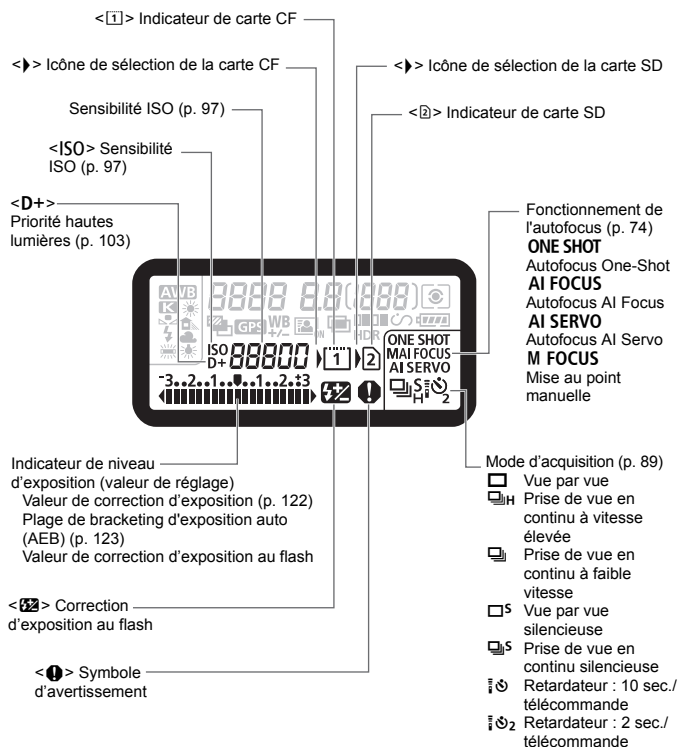 <1> Indicateur de carte CF
<▶> Icône de sélection de la carte CF
<▶> Icône de sélection de la carte SD
Sensibilité ISO (p. 97)
<2> Indicateur de carte SD
<ISO> Sensibilité
ISO (p. 97)
<D+>
Priorité hautes
lumières (p. 103)
Fonctionnement de
l'autofocus (p. 74)
ONE SHOT
Autofocus One-Shot
AI FOCUS
Autofocus AI Focus
AI SERVO
Autofocus AI Servo
M FOCUS
Mise au point
manuelle
AWB 8888 8.8(.888)
K GPS WB +/- ON HDR
ISO
D+ 88800 1 2
ONE SHOT
MAI FOCUS
AI SERVO
-3..2..1..0..1..2.+3
S
H 2
Indicateur de niveau
d'exposition (valeur de réglage)
Valeur de correction d'exposition (p. 122)
Plage de bracketing d'exposition auto
(AEB) (p. 123)
Valeur de correction d'exposition au flash
<> Correction
d'exposition au flash
<!> Symbole
d'avertissement
Mode d'acquisition (p. 89)
Vue par vue
H Prise de vue en
continu à vitesse
élevée
Prise de vue en
continu à faible
vitesse
S Vue par vue
silencieuse
S Prise de vue en
continu silencieuse
Retardateur : 10 sec./
télécommande
2 Retardateur : 2 sec./
télécommande